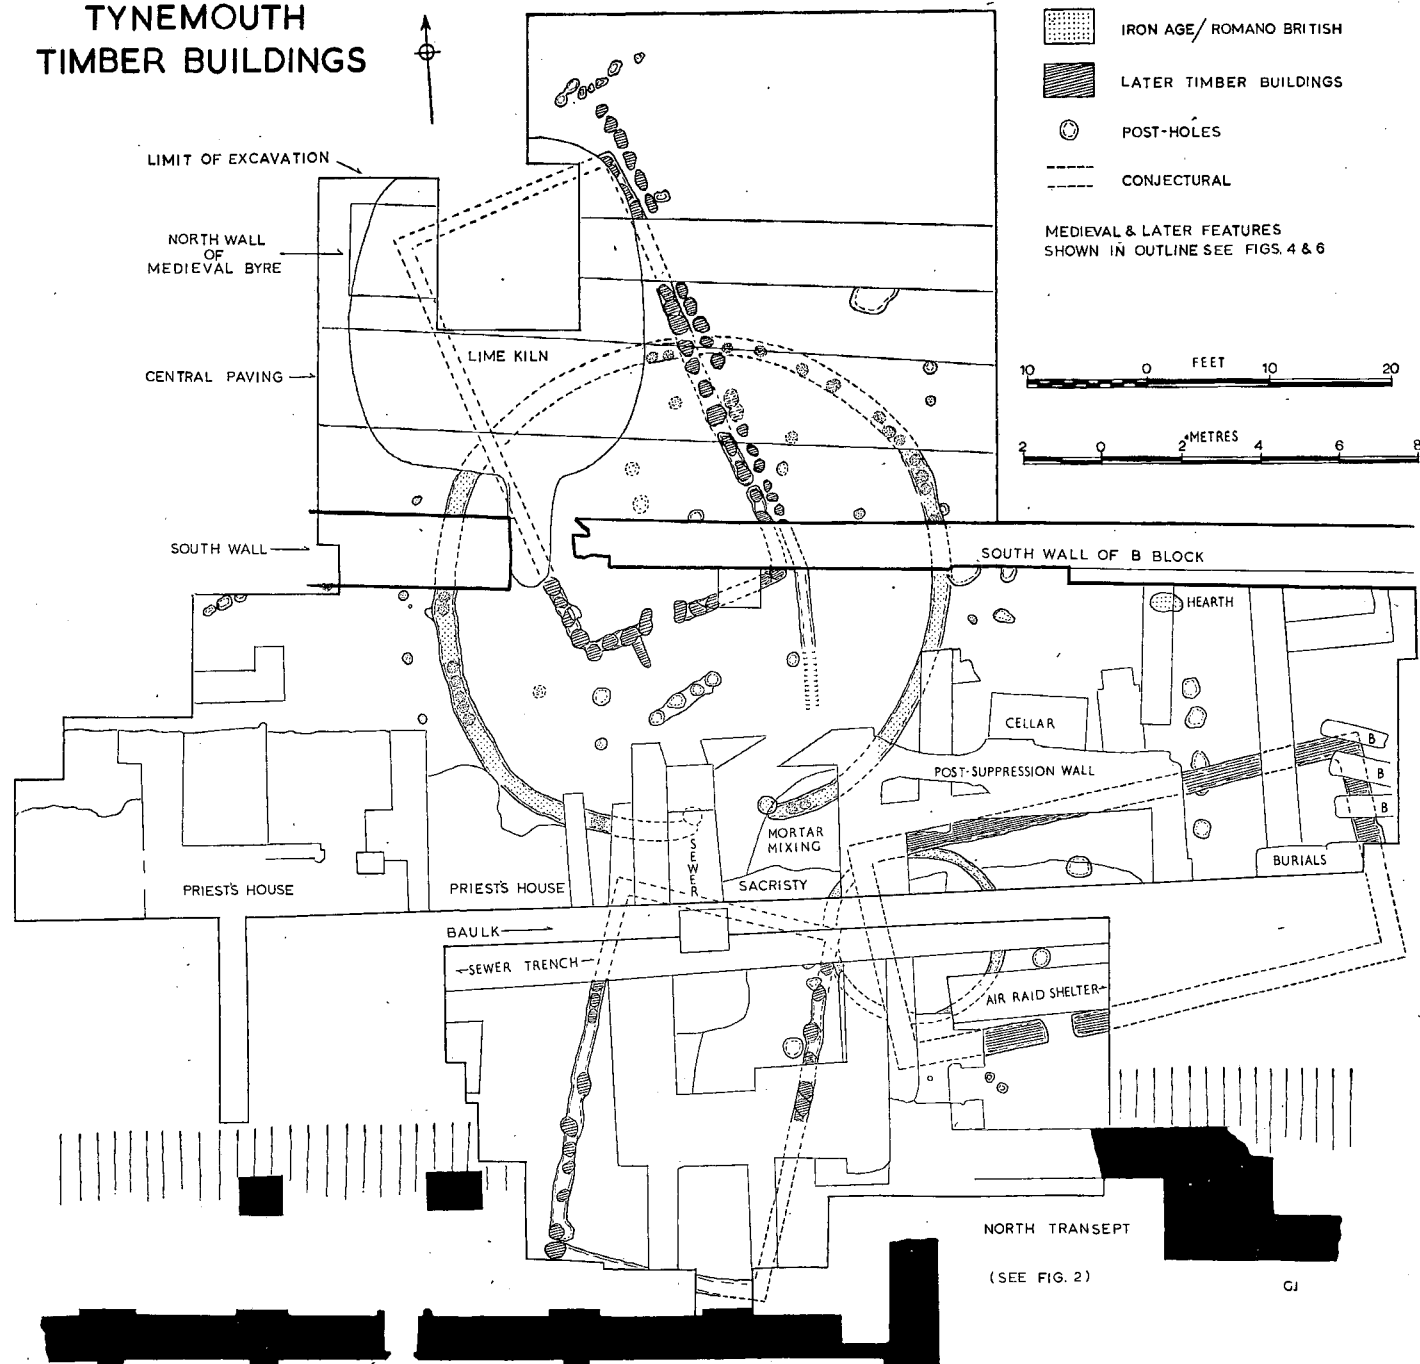 TYNEMOUTH
TIMBER BUILDINGS
IRON AGE/ROMANO BRITISH
LATER TIMBER BUILDINGS
POST-HOLES
CONJECTURAL
MEDIEVAL & LATER FEATURES
SHOWN IN OUTLINE SEE FIGS. 4 & 6
LIMIT OF EXCAVATION
NORTH WALL
OF
MEDIEVAL BYRE
LIME KILN
CENTRAL PAVING
FEET
10 0 10 20
METRES
2 0 2 4 6 8
SOUTH WALL
SOUTH WALL OF B BLOCK
HEARTH
CELLAR
POST-SUPPRESSION WALL
B
B
B
MORTAR
MIXING
SEWER
BURIALS
PRIEST'S HOUSE
PRIEST'S HOUSE
SACRISTY
BAULK
SEWER TRENCH
AIR RAID SHELTER
NORTH TRANSEPT
(SEE FIG. 2)
GJ